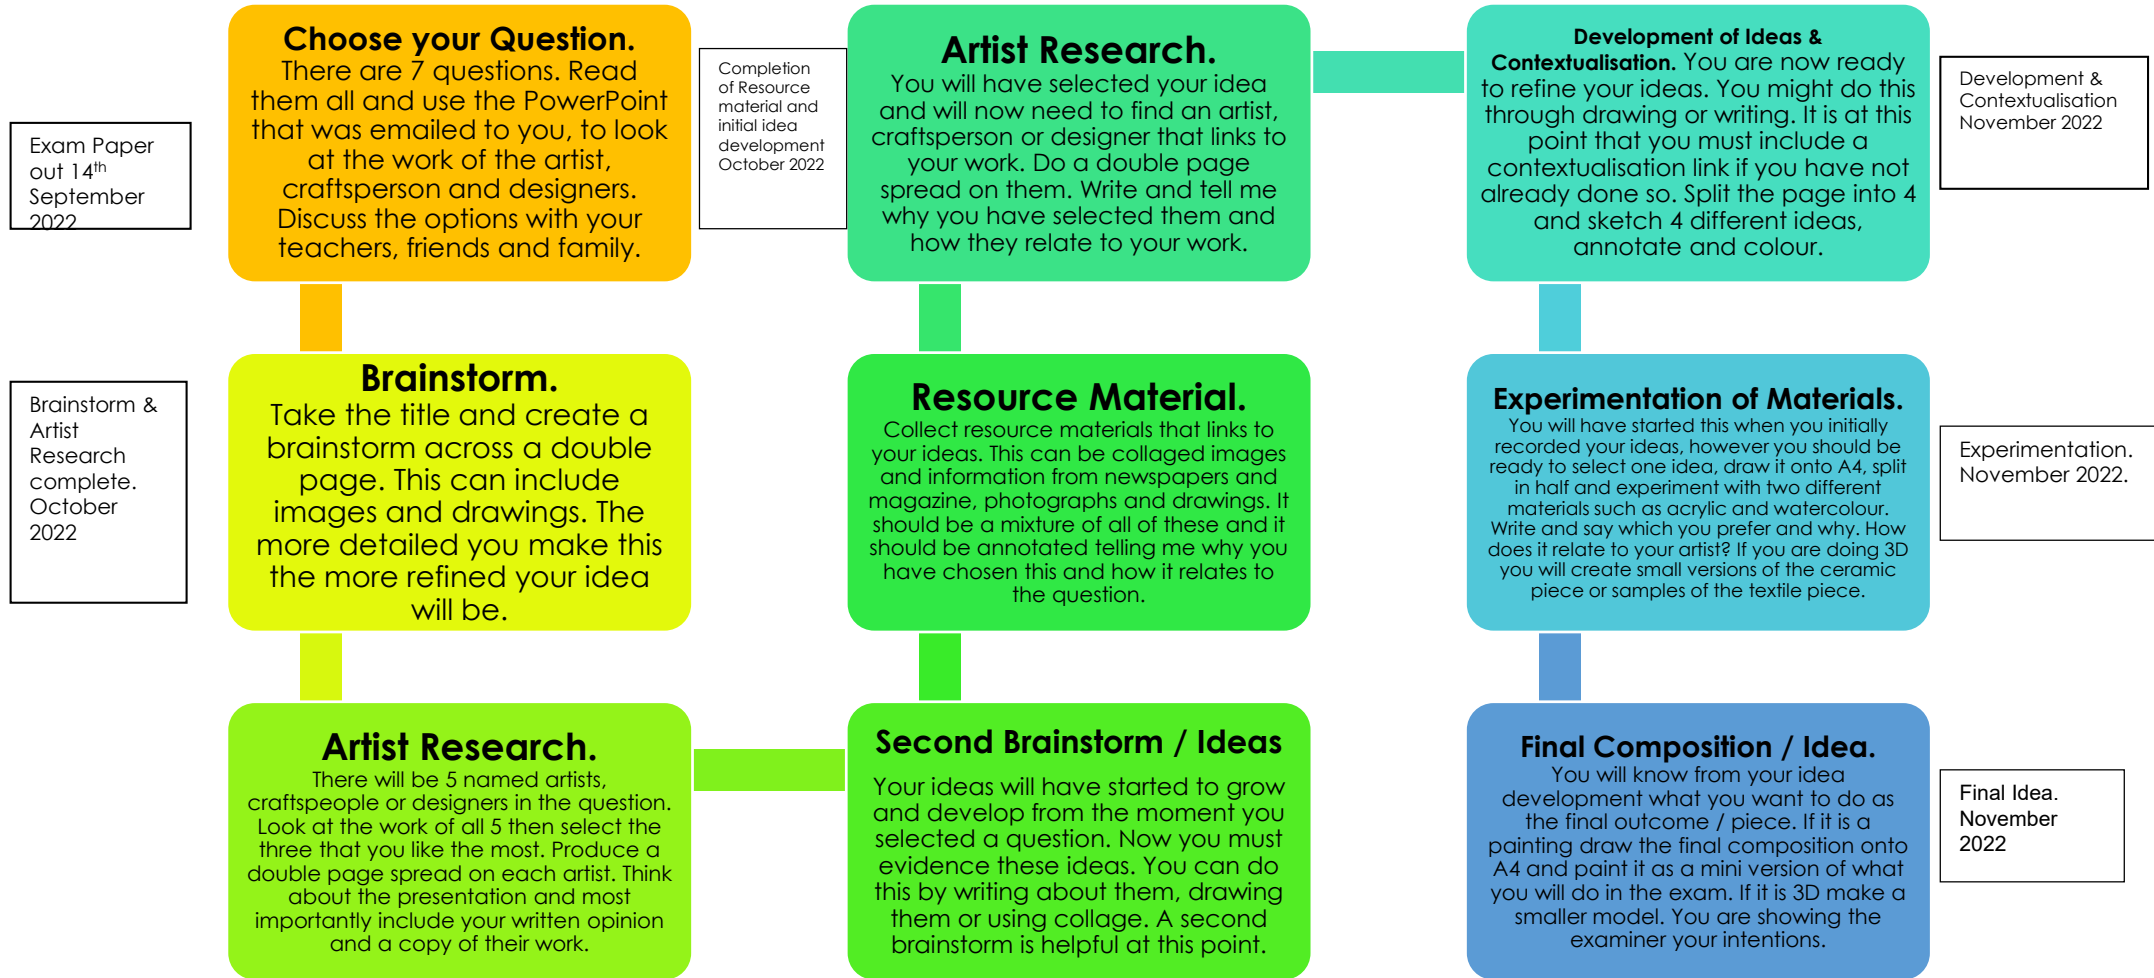 Exam Paper
out 14th
September
2022
Choose your Question.
There are 7 questions. Read
them all and use the PowerPoint
that was emailed to you, to look
at the work of the artist,
craftsperson and designers.
Discuss the options with your
teachers, friends and family.
Brainstorm &
Artist
Research
complete.
October
2022
Brainstorm.
Take the title and create a
brainstorm across a double
page. This can include
images and drawings. The
more detailed you make this
the more refined your idea
will be.
Artist Research.
There will be 5 named artists,
craftspeople or designers in the question.
Look at the work of all 5 then select the
three that you like the most. Produce a
double page spread on each artist. Think
about the presentation and most
importantly include your written opinion
and a copy of their work.
Second Brainstorm / Ideas
Your ideas will have started to grow
and develop from the moment you
selected a question. Now you must
evidence these ideas. You can do
this by writing about them, drawing
them or using collage. A second
brainstorm is helpful at this point.
Resource Material.
Collect resource materials that links to
your ideas. This can be collaged images
and information from newspapers and
magazine, photographs and drawings. It
should be a mixture of all of these and it
should be annotated telling me why you
have chosen this and how it relates to
the question.
Completion
of Resource
material and
initial idea
development
October 2022
Artist Research.
You will have selected your idea
and will now need to find an artist,
craftsperson or designer that links to
your work. Do a double page
spread on them. Write and tell me
why you have selected them and
how they relate to your work.
Development of Ideas &
Contextualisation. You are now ready
to refine your ideas. You might do this
through drawing or writing. It is at this
point that you must include a
contextualisation link if you have not
already done so. Split the page into 4
and sketch 4 different ideas,
annotate and colour.
Development &
Contextualisation
November 2022
Experimentation of Materials.
You will have started this when you initially
recorded your ideas, however you should be
ready to select one idea, draw it onto A4, split
in half and experiment with two different
materials such as acrylic and watercolour.
Write and say which you prefer and why. How
does it relate to your artist? If you are doing 3D
you will create small versions of the ceramic
piece or samples of the textile piece.
Experimentation.
November 2022.
Final Composition / Idea.
You will know from your idea
development what you want to do as
the final outcome / piece. If it is a
painting draw the final composition onto
A4 and paint it as a mini version of what
you will do in the exam. If it is 3D make a
smaller model. You are showing the
examiner your intentions.
Final Idea.
November
2022